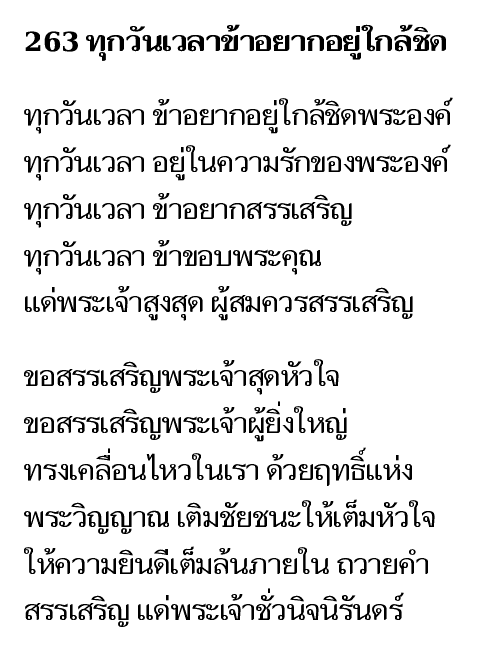 263 ทุกวันเวลาข้าอยากอยู่ใกล้ชิด
ทุกวันเวลา ข้าอยากอยู่ใกล้ชิดพระองค์
ทุกวันเวลา อยู่ในความรักของพระองค์
ทุกวันเวลา ข้าอยากสรรเสริญ
ทุกวันเวลา ข้าขอบพระคุณ
แด่พระเจ้าสูงสุด ผู้สมควรสรรเสริญ
ขอสรรเสริญพระเจ้าสุดหัวใจ
ขอสรรเสริญพระเจ้าผู้ยิ่งใหญ่
ทรงเคลื่อนไหวในเรา ด้วยฤทธิ์แห่ง
พระวิญญาณ เติมชัยชนะให้เต็มหัวใจ
ให้ความยินดีเต็มล้นภายใน ถวายคำ
สรรเสริญ แด่พระเจ้าชั่วนิจนิรันดร์